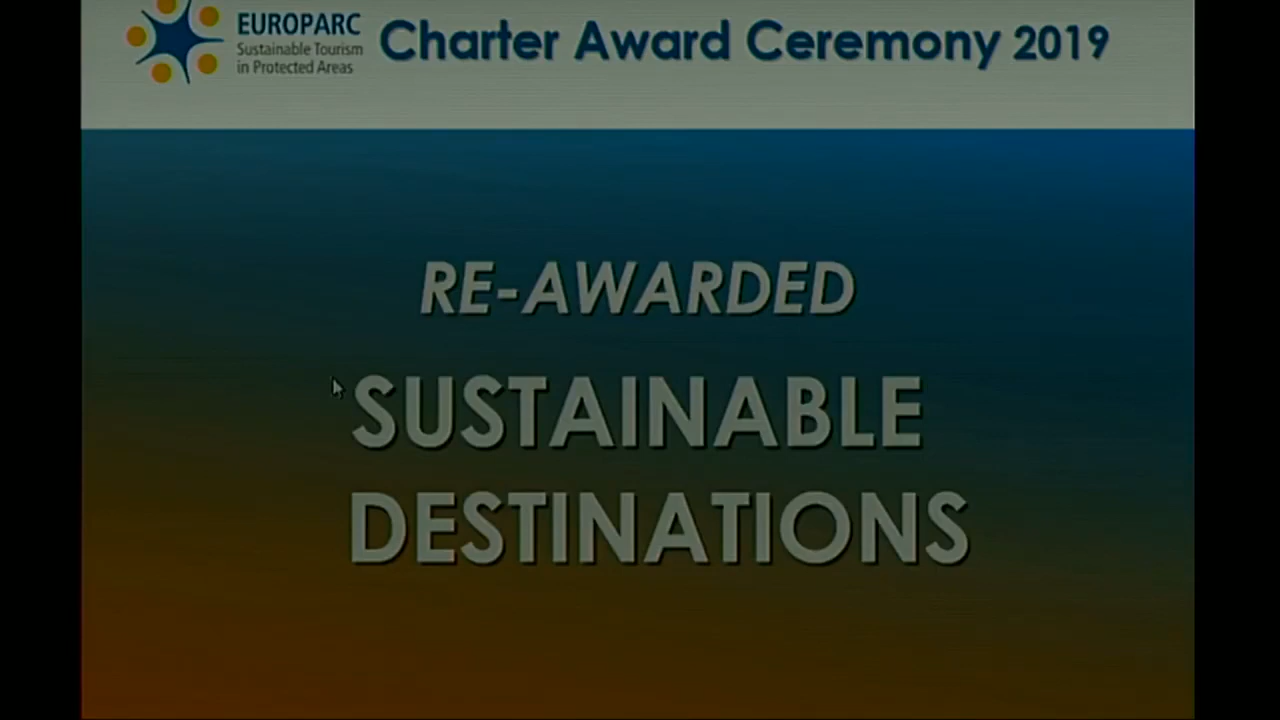 EUROPARC
Sustainable Tourism
in Protected Areas
Charter Award Ceremony 2019
RE-AWARDED
SUSTAINABLE
DESTINATIONS